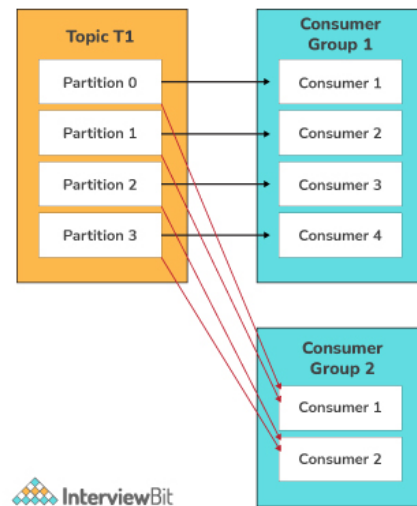 Topic T1
Partition 0
Partition 1
Partition 2
Partition 3
Consumer
Group 1
Consumer 1
Consumer 2
Consumer 3
Consumer 4
Consumer
Group 2
Consumer 1
Consumer 2
InterviewBit